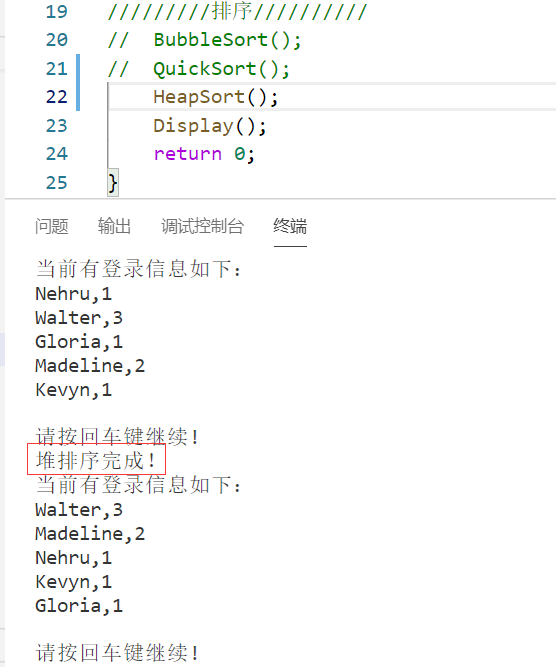 19 /////////排序//////////
20 // BubbleSort();
21 // QuickSort();
22 HeapSort();
23 Display();
24 return 0;
25 }
问题 输出 调试控制台 终端
当前有登录信息如下：
Nehru,1
Walter,3
Gloria,1
Madeline,2
Kevyn,1
请按回车键继续！
堆排序完成！
当前有登录信息如下：
Walter,3
Madeline,2
Nehru,1
Kevyn,1
Gloria,1
请按回车键继续！